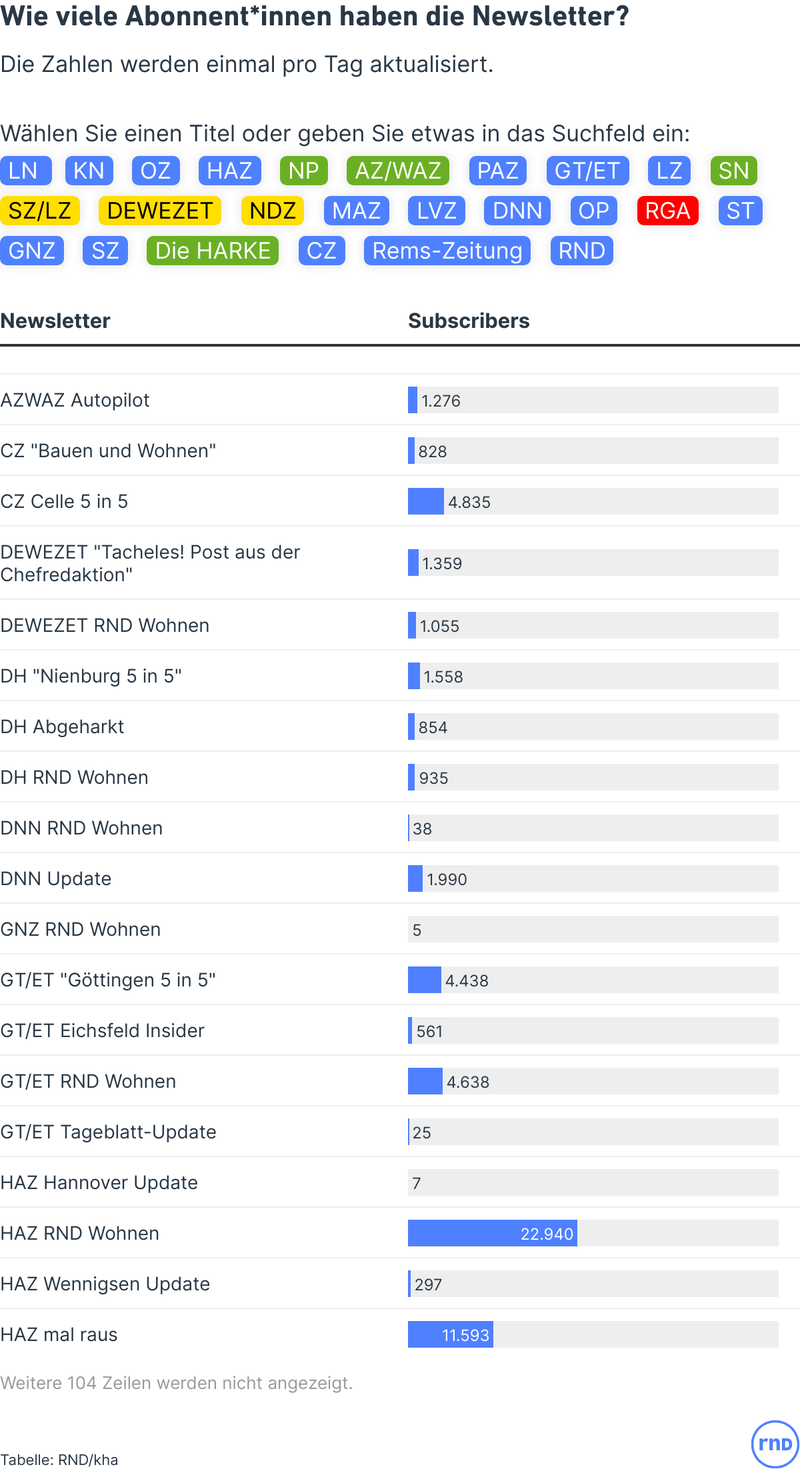 Wie viele Abonnent*innen haben die Newsletter?
Die Zahlen werden einmal pro Tag aktualisiert.
Wählen Sie einen Titel oder geben Sie etwas in das Suchfeld ein:
LN KN OZ HAZ NP AZ/WAZ PAZ GT/ET LZ SN
SZ/LZ DEWEZET NDZ MAZ LVZ DNN OP RGA ST
GNZ SZ Die HARKE CZ Rems-Zeitung RND
Newsletter Subscribers
AZWAZ Autopilot 1.276
CZ "Bauen und Wohnen" 828
CZ Celle 5 in 5 4.835
DEWEZET "Tacheles! Post aus der
Chefredaktion" 1.359
DEWEZET RND Wohnen 1.055
DH "Nienburg 5 in 5" 1.558
DH Abgeharkt 854
DH RND Wohnen 935
DNN RND Wohnen 38
DNN Update 1.990
GNZ RND Wohnen 5
GT/ET "Göttingen 5 in 5" 4.438
GT/ET Eichsfeld Insider 561
GT/ET RND Wohnen 4.638
GT/ET Tageblatt-Update 25
HAZ Hannover Update 7
HAZ RND Wohnen 22.940
HAZ Wennigsen Update 297
HAZ mal raus 11.593
Weitere 104 Zeilen werden nicht angezeigt.
rnD
Tabelle: RND/kha